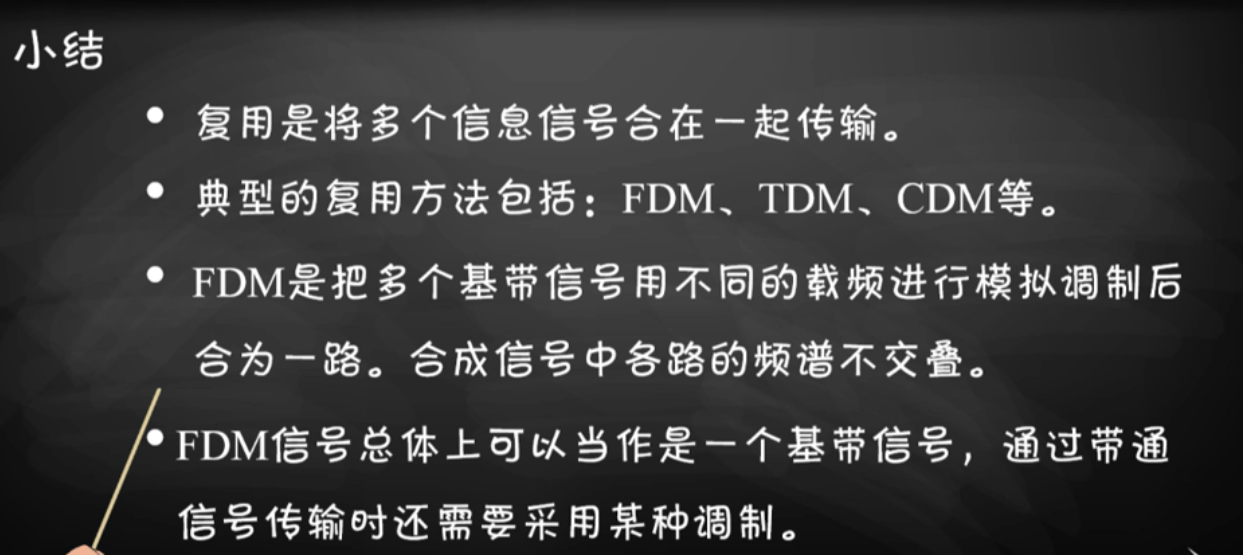 小结
• 复用是将多个信息信号合在一起传输。
• 典型的复用方法包括：FDM、TDM、CDM等。
• FDM是把多个基带信号用不同的载频进行模拟调制后
合为一路。合成信号中各路的频谱不交叠。
• FDM信号总体上可以当作是一个基带信号，通过带通
信号传输时还需要采用某种调制。